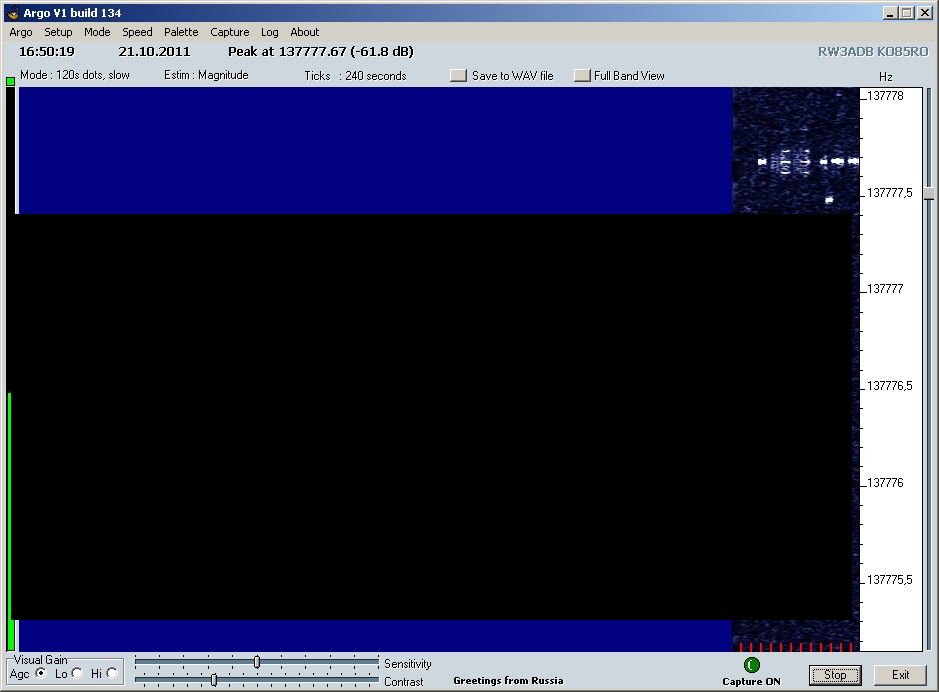 Argo V1 build 134
Argo Setup Mode Speed Palette Capture Log About
16:50:19 21.10.2011 Peak at 137777.67 (-61.8 dB) RW3ADB KO85RO
Mode : 120s dots, slow Estim : Magnitude Ticks : 240 seconds Save to WAV file Full Band View Hz
137778
137777,5
137777
137776,5
137776
137775,5
Visual Gain
Agc Lo Hi
Sensitivity
Contrast
Greetings from Russia
Capture ON
Stop
Exit